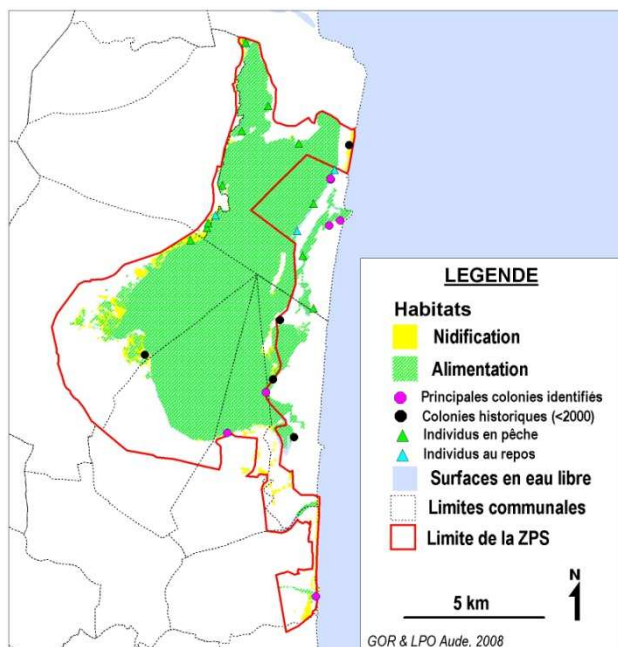 LEGENDE
Habitats
Nidification
Alimentation
Principales colonies identifiés
Colonies historiques (<2000)
Individus en pêche
Individus au repos
Surfaces en eau libre
Limites communales
Limite de la ZPS
N
5 km
GOR & LPO Aude, 2008